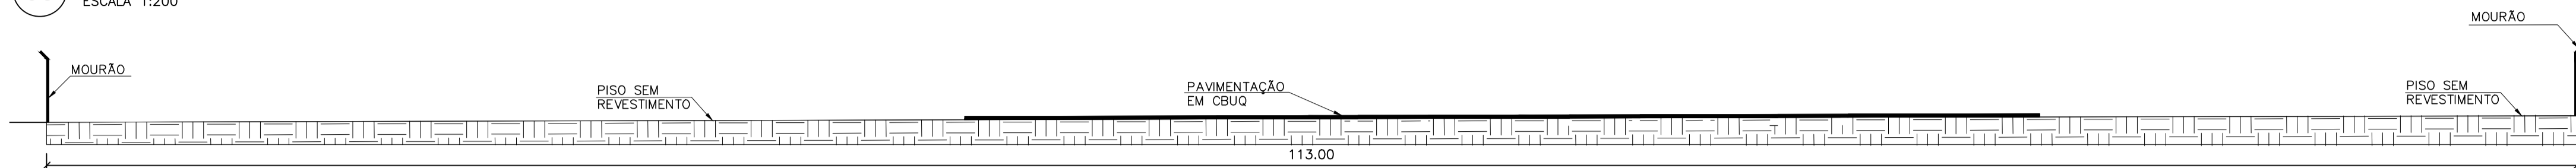 ESCALA 1:200
MOURÃO
MOURÃO
PISO SEM
REVESTIMENTO
PAVIMENTAÇÃO
EM CBUQ
PISO SEM
REVESTIMENTO
113.00